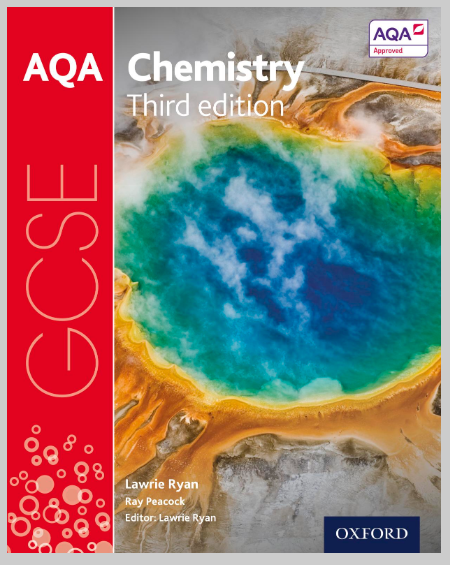 AQA
Chemistry
Third edition
AQA
Approved
GCSE
Lawrie Ryan
Ray Peacock
Editor: Lawrie Ryan
OXFORD